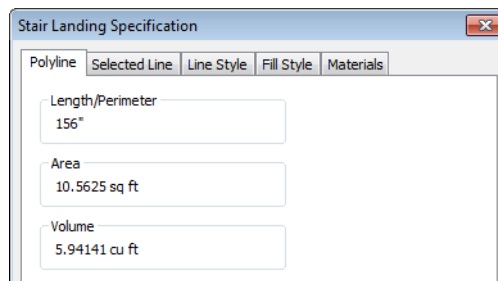 Stair Landing Specification
Polyline Selected Line Line Style Fill Style Materials
Length/Perimeter
156"
Area
10.5625 sq ft
Volume
5.94141 cu ft